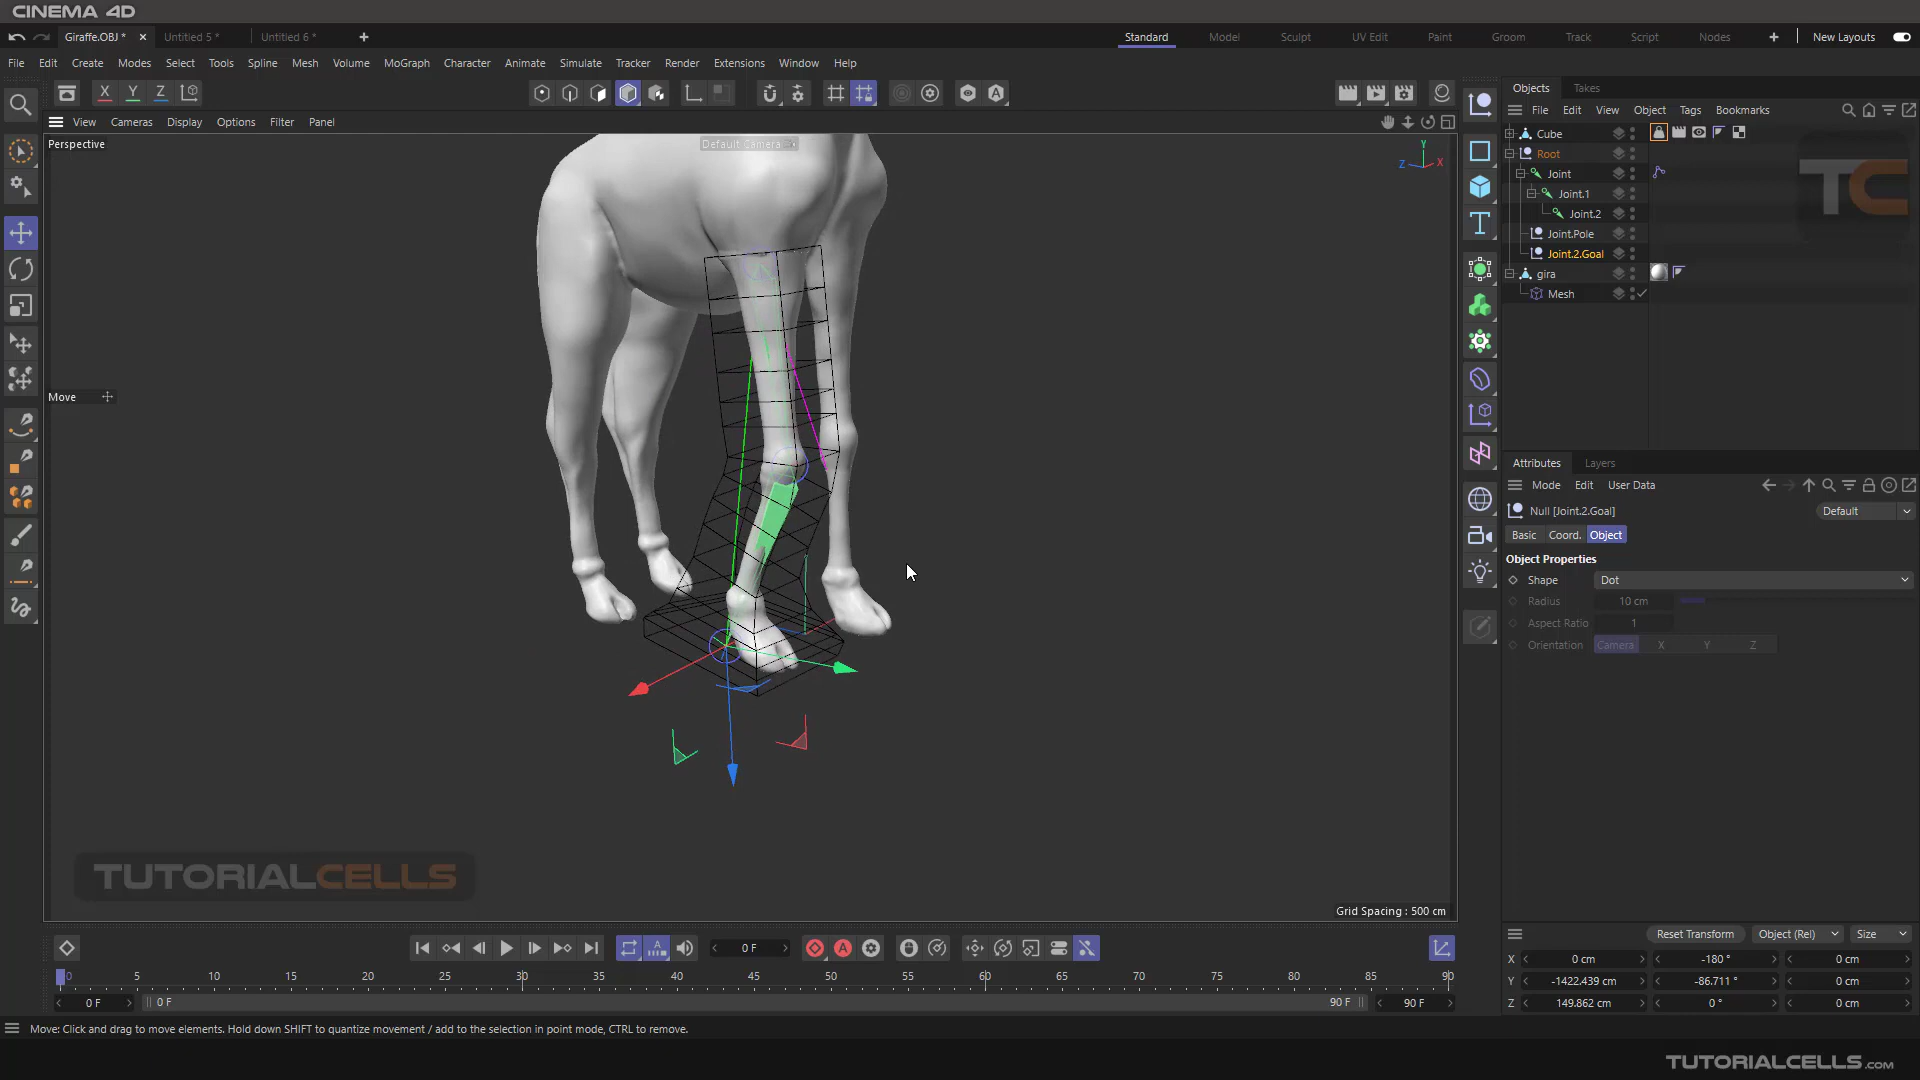 CINEMA 4D
Giraffe.OBJ *
Untitled 5 *
Untitled 6 *
Standard
Model
Sculpt
UV Edit
Paint
Groom
Track
Script
Nodes
New Layouts
File Edit Create Modes Select Tools Spline Mesh Volume MoGraph Character Animate Simulate Tracker Render Extensions Window Help
X Y Z
View Cameras Display Options Filter Panel
Perspective
Default Camera
Y
Z X
Move
Grid Spacing : 500 cm
TUTORIALCELLS
Objects Takes
File Edit View Object Tags Bookmarks
Cube
Root
Joint
Joint.1
Joint.2
Joint.Pole
Joint.2.Goal
gira
Mesh
TC
Attributes Layers
Mode Edit User Data
Null [Joint.2.Goal]
Default
Basic Coord. Object
Object Properties
Shape Dot
Radius 10 cm
Aspect Ratio 1
Orientation Camera X Y Z
0 F
0 5 10 15 20 25 30 35 40 45 50 55 60 65 70 75 80 85 90
0 F 0 F 90 F 90 F
Reset Transform Object (Rel) Size
X 0 cm -180 ° 0 cm
Y -1422.439 cm -86.711 ° 0 cm
Z 149.862 cm 0 ° 0 cm
Move: Click and drag to move elements. Hold down SHIFT to quantize movement / add to the selection in point mode, CTRL to remove.
TUTORIALCELLS.com